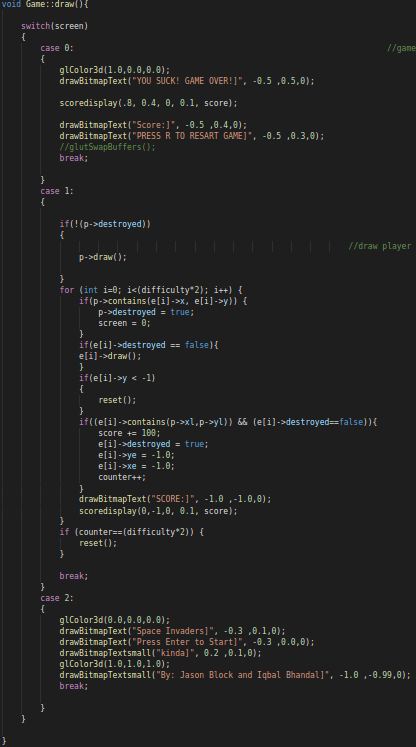 void Game::draw(){
switch(screen)
{
case 0: //game
{
glColor3d(1.0,0.0,0.0);
drawBitmapText("YOU SUCK! GAME OVER!]", -0.5 ,0.5,0);
scoredisplay(.8, 0.4, 0, 0.1, score);
drawBitmapText("Score:]", -0.5 ,0.4,0);
drawBitmapText("PRESS R TO RESART GAME]", -0.5 ,0.3,0);
//glutSwapBuffers();
break;
}
case 1:
{
if(!(p->destroyed))
{
//draw player
p->draw();
}
for (int i=0; i<(difficulty*2); i++) {
if(p->contains(e[i]->x, e[i]->y)) {
p->destroyed = true;
screen = 0;
}
if(e[i]->destroyed == false){
e[i]->draw();
}
if(e[i]->y < -1)
{
reset();
}
if((e[i]->contains(p->xl,p->yl)) && (e[i]->destroyed==false)){
score += 100;
e[i]->destroyed = true;
e[i]->ye = -1.0;
e[i]->xe = -1.0;
counter++;
}
drawBitmapText("SCORE:]", -1.0 ,-1.0,0);
scoredisplay(0,-1,0, 0.1, score);
}
if (counter==(difficulty*2)) {
reset();
}
break;
}
case 2:
{
glColor3d(0.0,0.0,0.0);
drawBitmapText("Space Invaders]", -0.3 ,0.1,0);
drawBitmapText("Press Enter to Start]", -0.3 ,0.0,0);
drawBitmapTextsmall("kinda]", 0.2 ,0.1,0);
glColor3d(1.0,1.0,1.0);
drawBitmapTextsmall("By: Jason Block and Iqbal Bhandal]", -1.0 ,-0.99,0);
break;
}
}
}